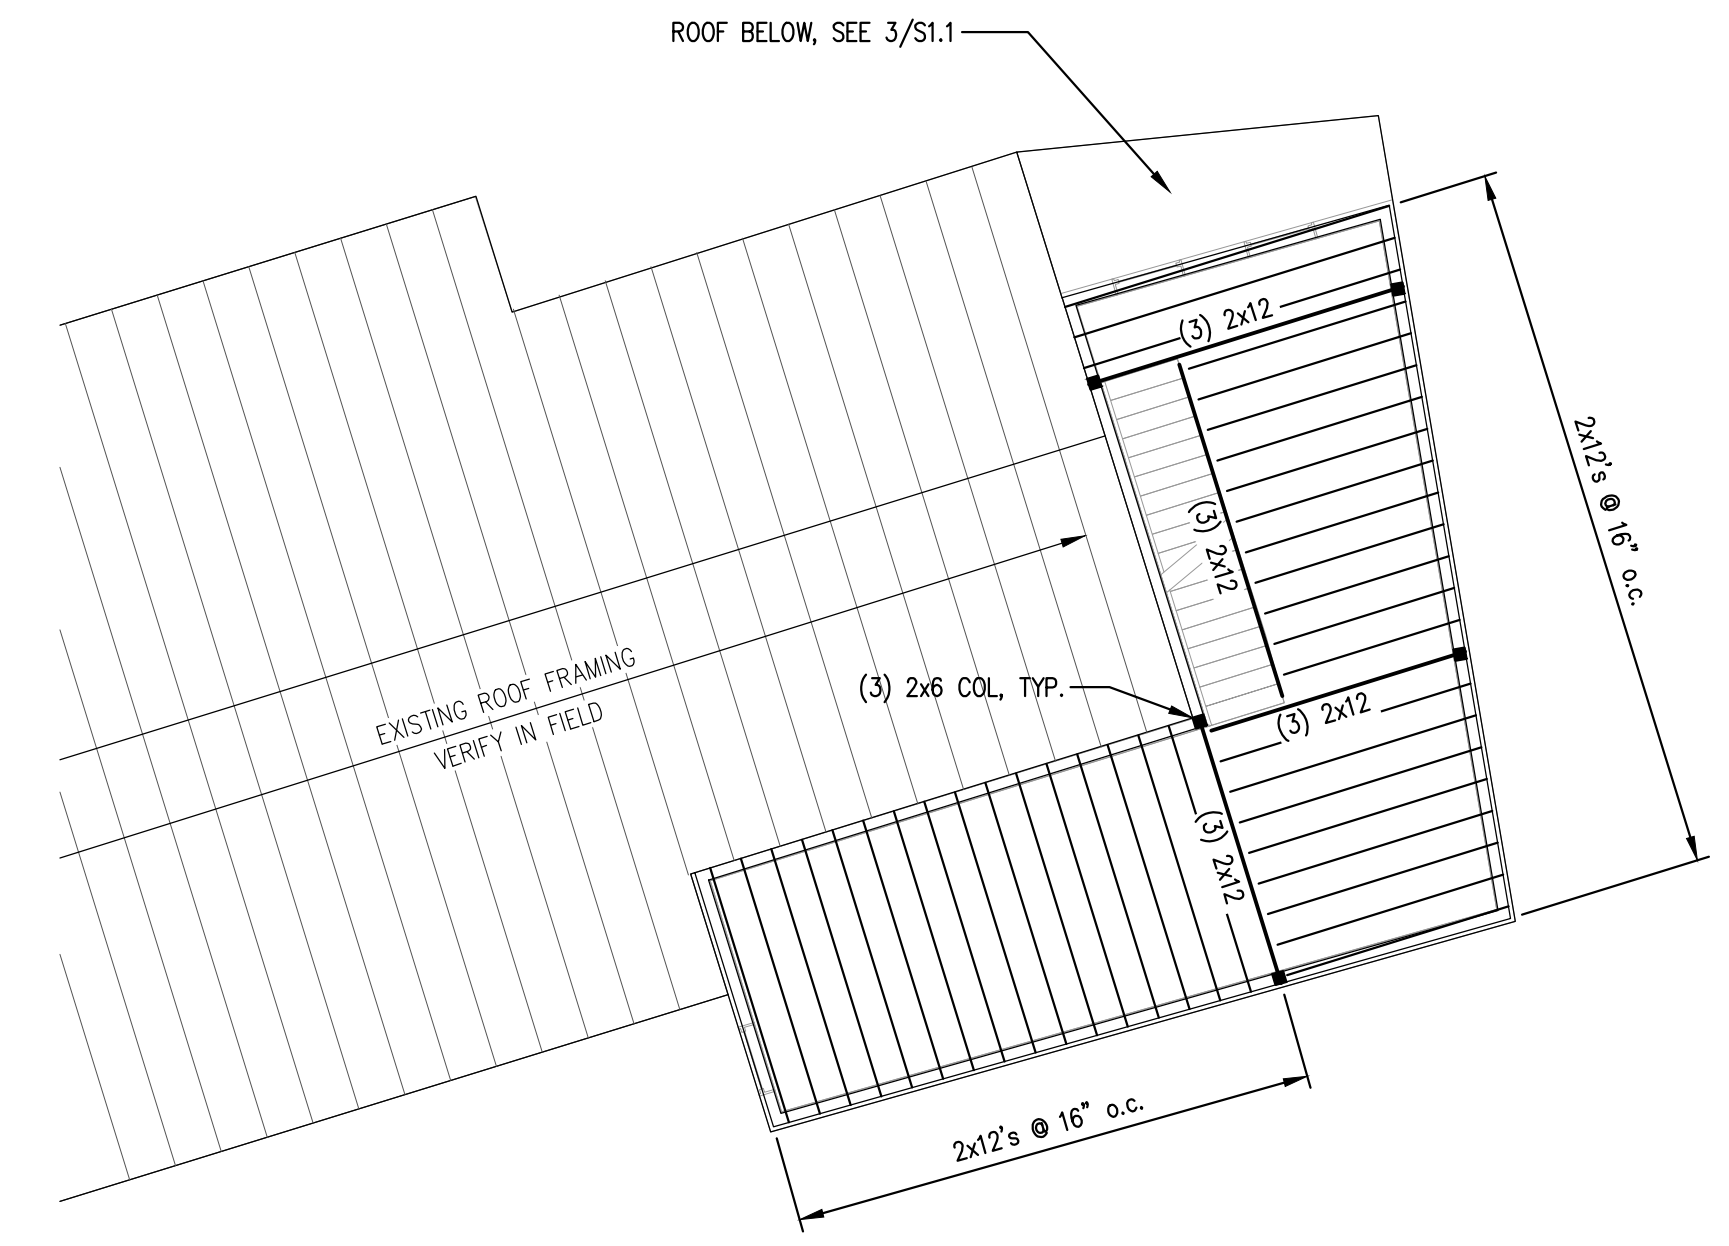 ROOF BELOW, SEE 3/S1.1
(3) 2x12
2x12's @ 16" o.c.
(3) 2x12
EXISTING ROOF FRAMING
VERIFY IN FIELD
(3) 2x6 COL, TYP.
(3) 2x12
(3) 2x12
2x12's @ 16" o.c.